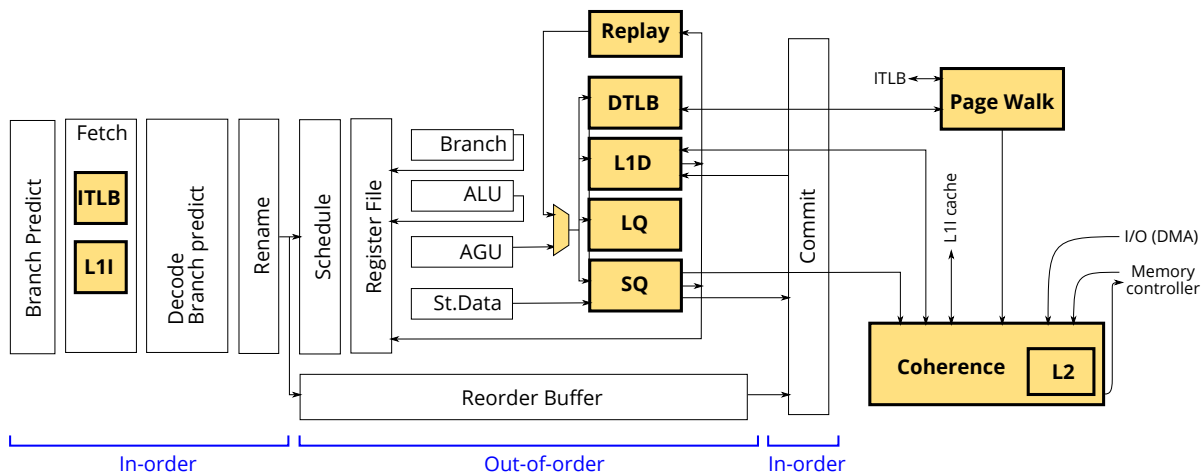 Branch Predict
Fetch
ITLB
L1I
Decode
Branch predict
Rename
Schedule
Register File
Branch
ALU
AGU
St.Data
Replay
DTLB
L1D
LQ
SQ
Commit
Reorder Buffer
ITLB
Page Walk
L1I cache
I/O (DMA)
Memory
controller
Coherence
L2
In-order
Out-of-order
In-order